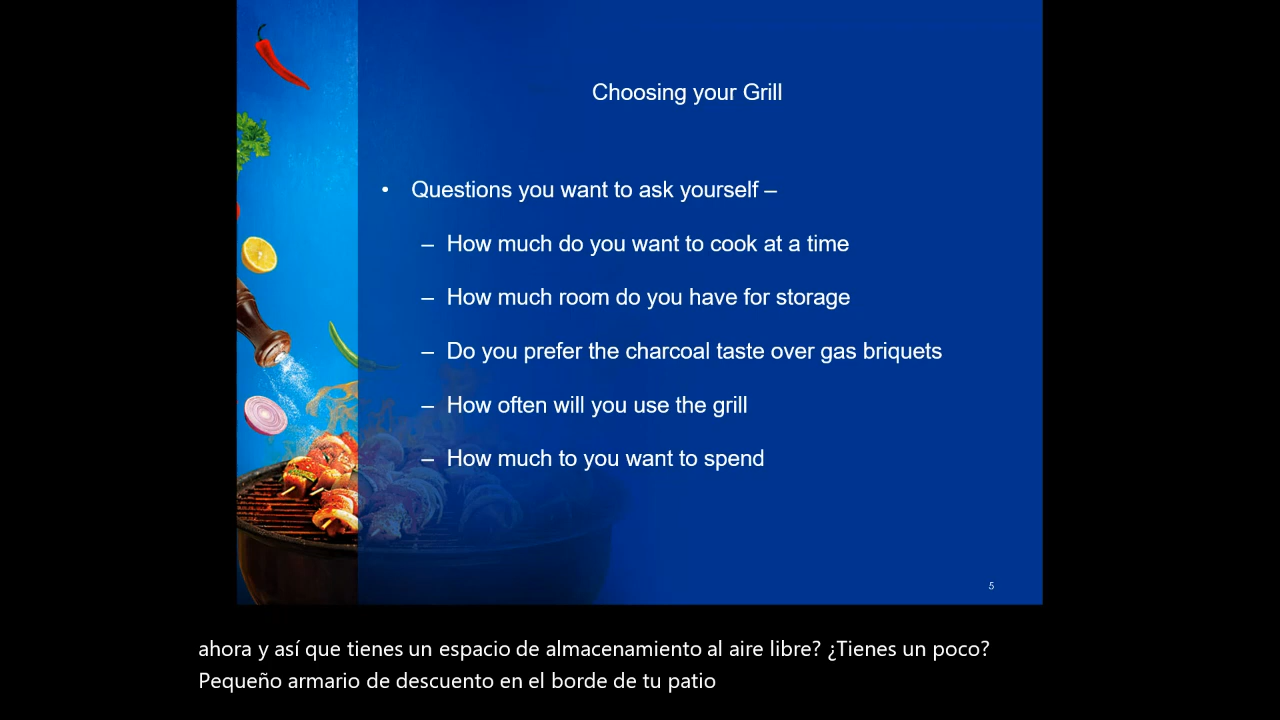 Choosing your Grill
• Questions you want to ask yourself –
– How much do you want to cook at a time
– How much room do you have for storage
– Do you prefer the charcoal taste over gas briquets
– How often will you use the grill
– How much to you want to spend
5
ahora y así que tienes un espacio de almacenamiento al aire libre? ¿Tienes un poco?
Pequeño armario de descuento en el borde de tu patio